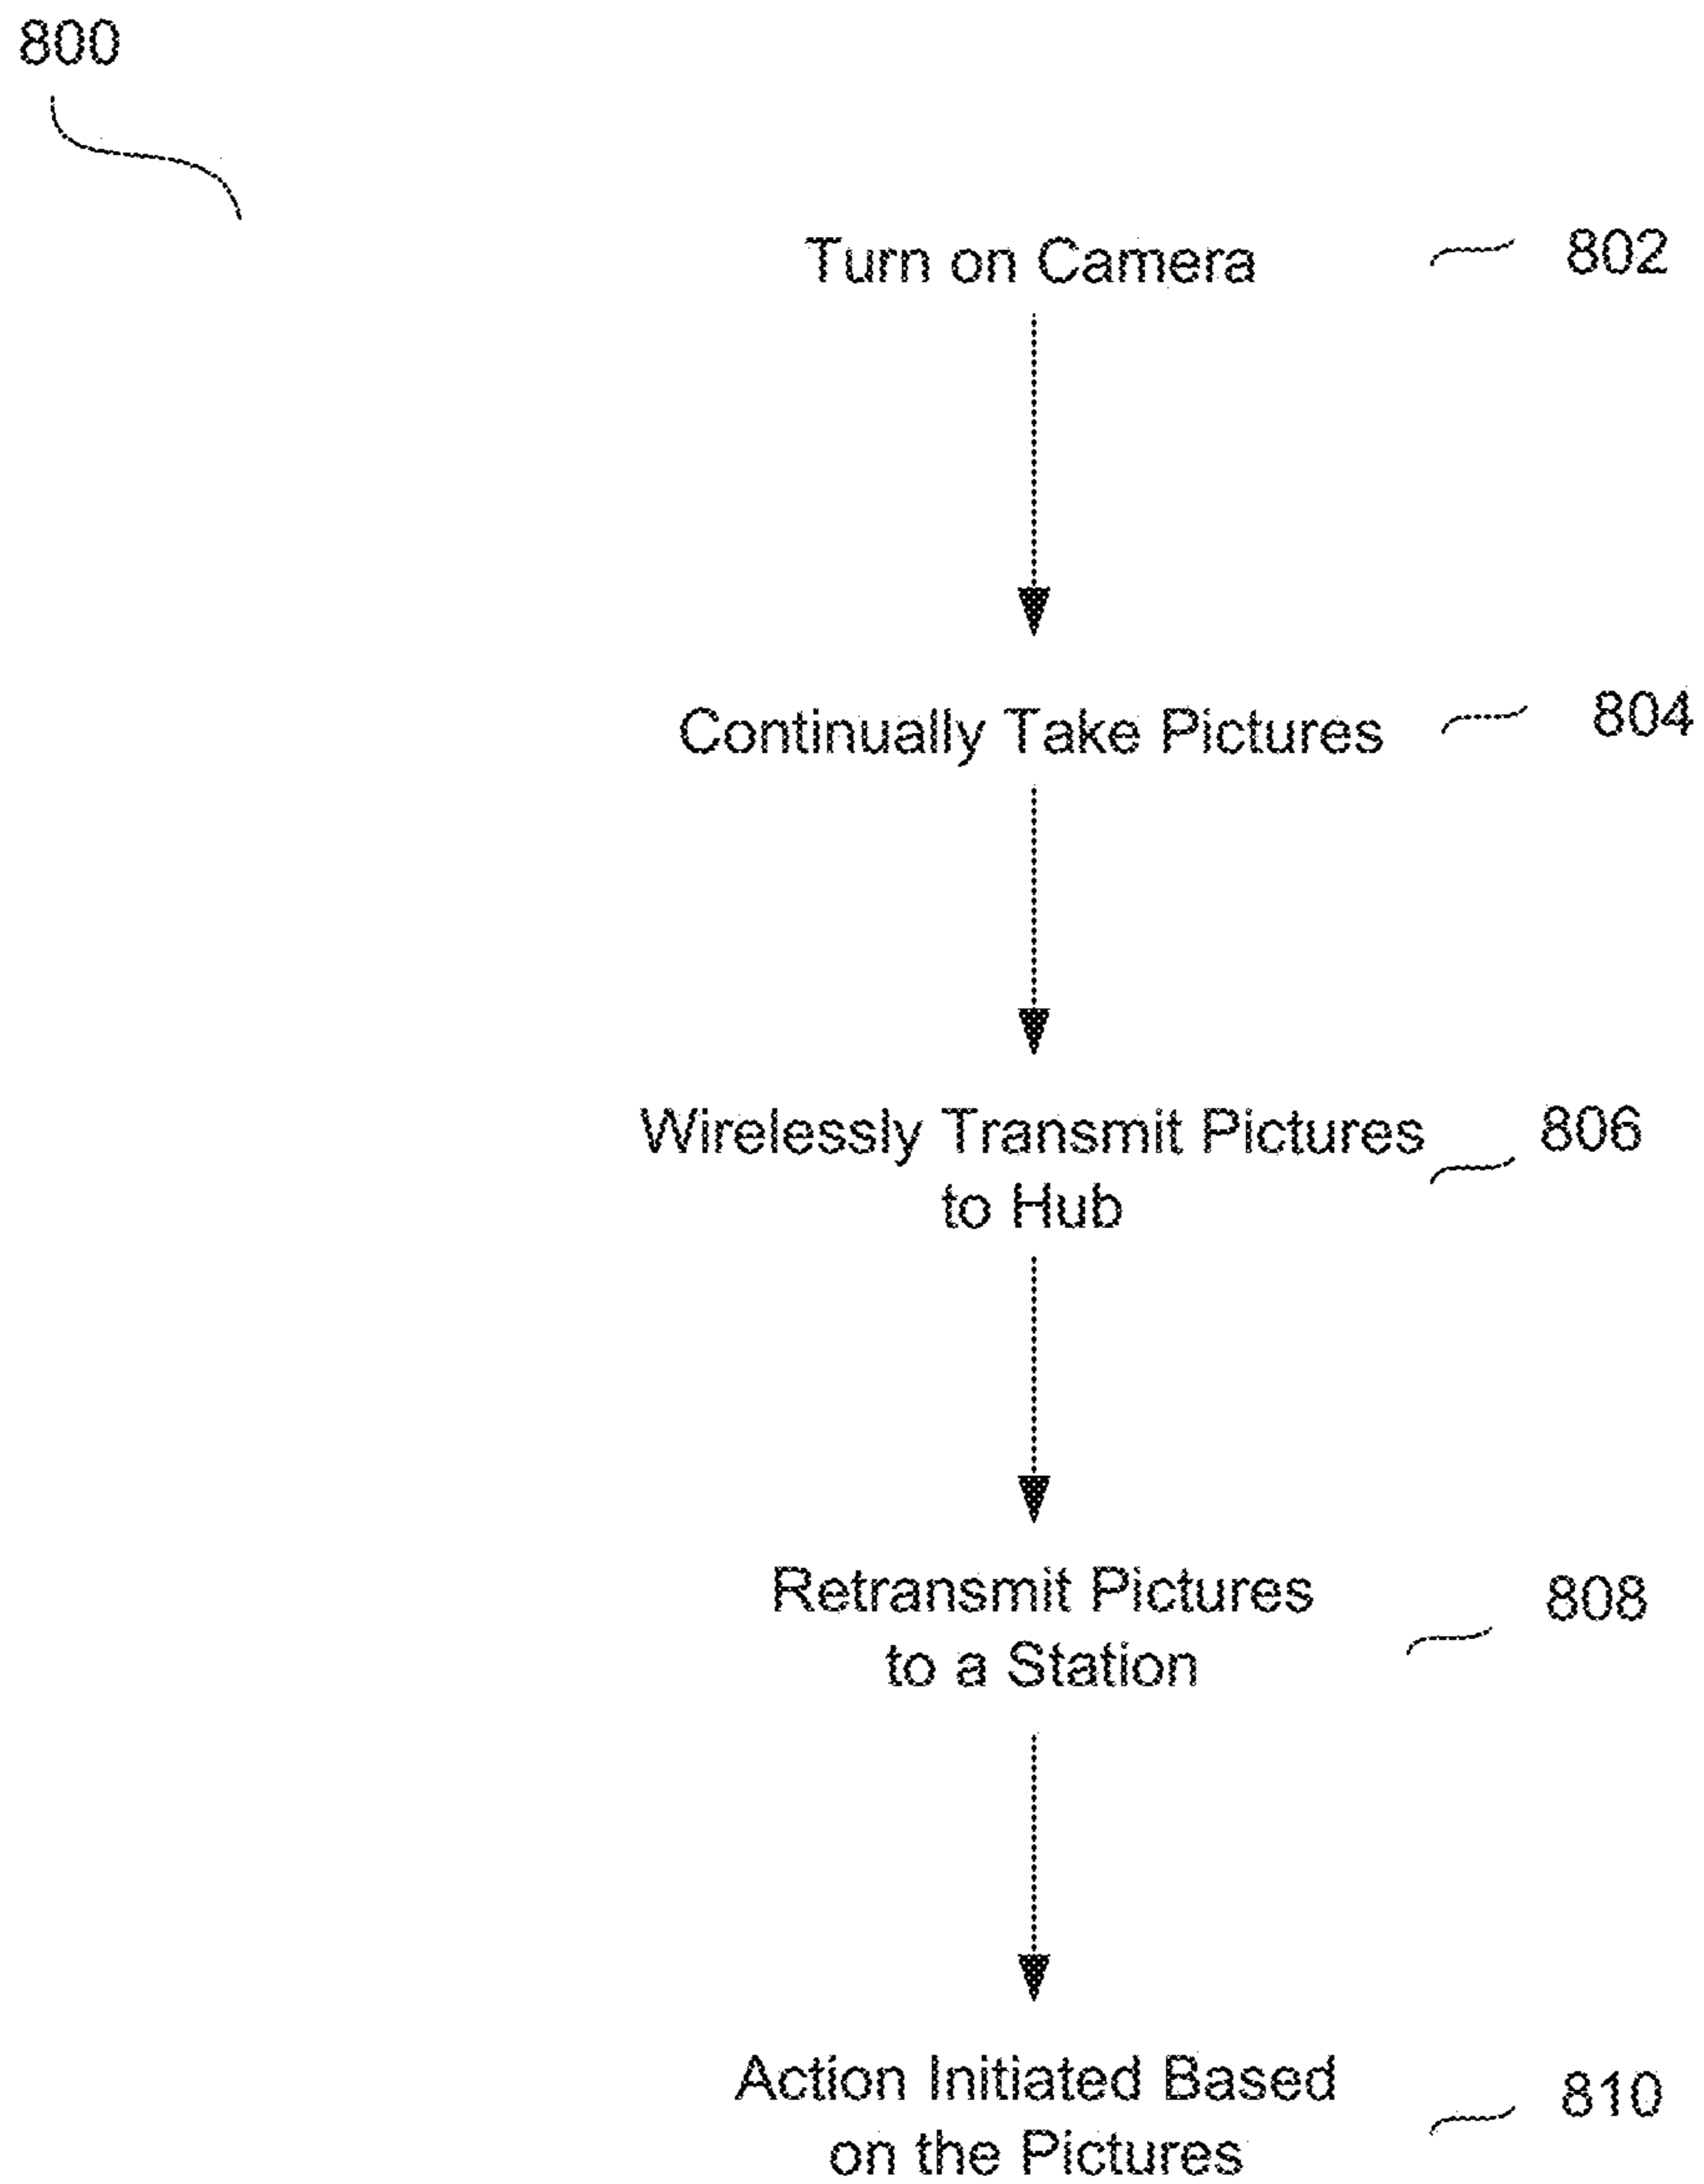 800
Turn on Camera 802
Continually Take Pictures 804
Wirelessly Transmit Pictures 806
to Hub
Retransmit Pictures 808
to a Station
Action Initiated Based 810
on the Pictures